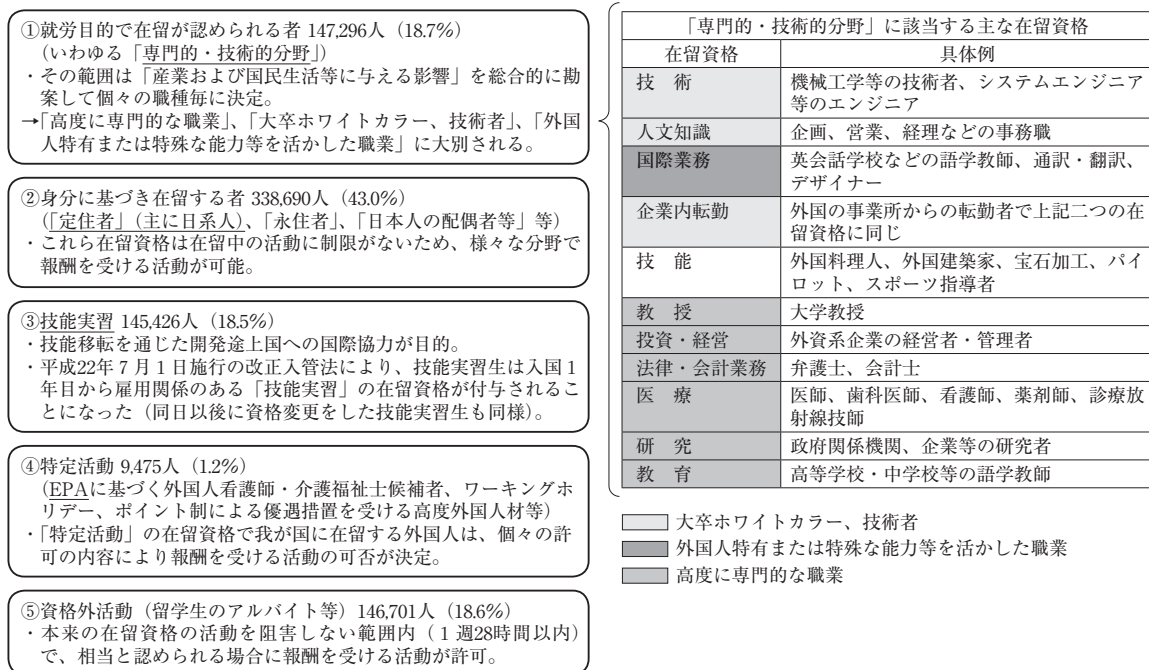 ①就労目的で在留が認められる者 147,296人（18.7%）
（いわゆる「専門的・技術的分野」）
・その範囲は「産業および国民生活等に与える影響」を総合的に勘
案して個々の職種毎に決定。
→「高度に専門的な職業」、「大卒ホワイトカラー、技術者」、「外国
人特有または特殊な能力等を活かした職業」に大別される。
②身分に基づき在留する者 338,690人（43.0%）
（「定住者」（主に日系人）、「永住者」、「日本人の配偶者等」等）
・これら在留資格は在留中の活動に制限がないため、様々な分野で
報酬を受ける活動が可能。
③技能実習 145,426人（18.5%）
・技能移転を通じた開発途上国への国際協力が目的。
・平成22年７月１日施行の改正入管法により、技能実習生は入国１
年目から雇用関係のある「技能実習」の在留資格が付与されるこ
とになった（同日以後に資格変更をした技能実習生も同様）。
④特定活動 9,475人（1.2%）
（EPAに基づく外国人看護師・介護福祉士候補者、ワーキングホ
リデー、ポイント制による優遇措置を受ける高度外国人材等）
・「特定活動」の在留資格で我が国に在留する外国人は、個々の許
可の内容により報酬を受ける活動の可否が決定。
⑤資格外活動（留学生のアルバイト等）146,701人（18.6%）
・本来の在留資格の活動を阻害しない範囲内（１週28時間以内）
で、相当と認められる場合に報酬を受ける活動が許可。
「専門的・技術的分野」に該当する主な在留資格
在留資格 具体例
技　術 機械工学等の技術者、システムエンジニア
等のエンジニア
人文知識 企画、営業、経理などの事務職
国際業務 英会話学校などの語学教師、通訳・翻訳、
デザイナー
企業内転勤 外国の事業所からの転勤者で上記二つの在
留資格に同じ
技　能 外国料理人、外国建築家、宝石加工、パイ
ロット、スポーツ指導者
教　授 大学教授
投資・経営 外資系企業の経営者・管理者
法律・会計業務 弁護士、会計士
医　療 医師、歯科医師、看護師、薬剤師、診療放
射線技師
研　究 政府関係機関、企業等の研究者
教　育 高等学校・中学校等の語学教師
大卒ホワイトカラー、技術者
外国人特有または特殊な能力等を活かした職業
高度に専門的な職業